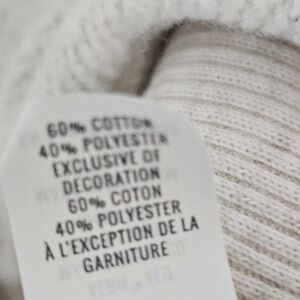 60% COTTON
40% POLYESTER
EXCLUSIVE OF
DECORATION
60% COTON
40% POLYESTER
À L'EXCEPTION DE LA
GARNITURE